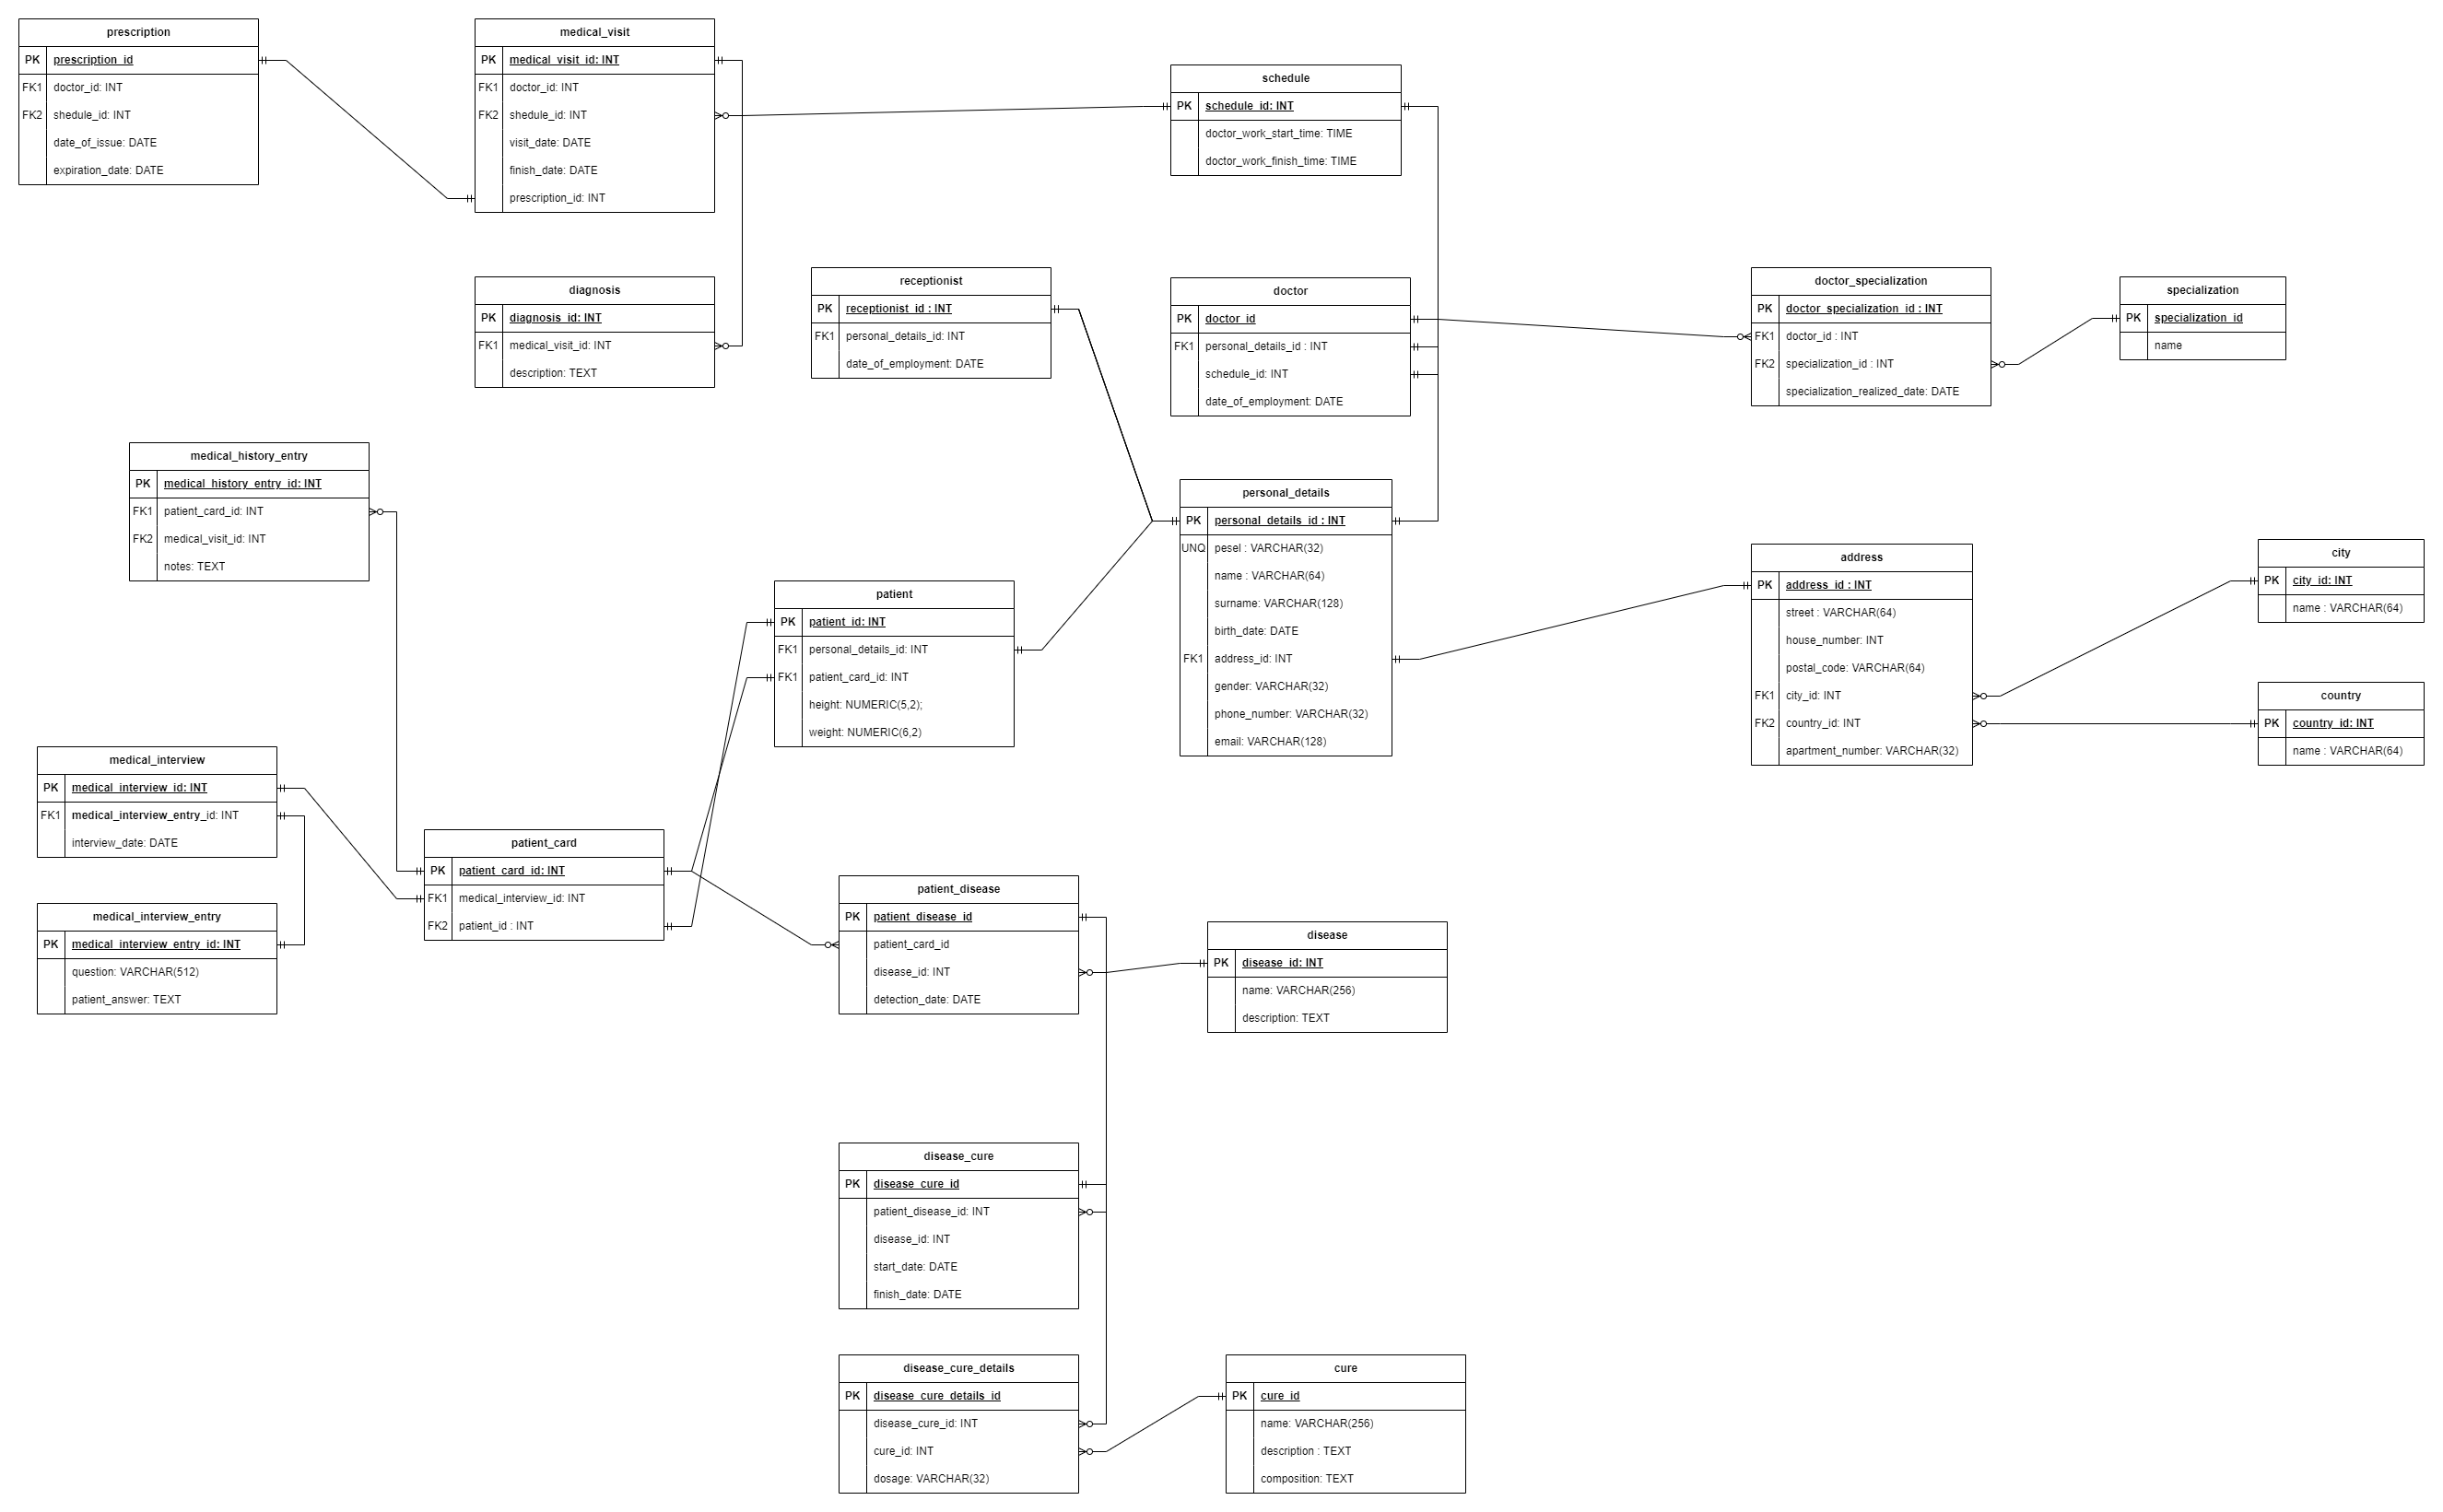 prescription
PK prescription_id
FK1 doctor_id: INT
FK2 shedule_id: INT
date_of_issue: DATE
expiration_date: DATE
medical_visit
PK medical_visit_id: INT
FK1 doctor_id: INT
FK2 shedule_id: INT
visit_date: DATE
finish_date: DATE
prescription_id: INT
schedule
PK schedule_id: INT
doctor_work_start_time: TIME
doctor_work_finish_time: TIME
diagnosis
PK diagnosis_id: INT
FK1 medical_visit_id: INT
description: TEXT
receptionist
PK receptionist_id : INT
FK1 personal_details_id: INT
date_of_employment: DATE
doctor
PK doctor_id
FK1 personal_details_id : INT
schedule_id: INT
date_of_employment: DATE
doctor_specialization
PK doctor_specialization_id : INT
FK1 doctor_id : INT
FK2 specialization_id : INT
specialization_realized_date: DATE
specialization
PK specialization_id
name
medical_history_entry
PK medical_history_entry_id: INT
FK1 patient_card_id: INT
FK2 medical_visit_id: INT
notes: TEXT
personal_details
PK personal_details_id : INT
UNQ pesel : VARCHAR(32)
name : VARCHAR(64)
surname: VARCHAR(128)
birth_date: DATE
FK1 address_id: INT
gender: VARCHAR(32)
phone_number: VARCHAR(32)
email: VARCHAR(128)
patient
PK patient_id: INT
FK1 personal_details_id: INT
FK1 patient_card_id: INT
height: NUMERIC(5,2);
weight: NUMERIC(6,2)
address
PK address_id : INT
street : VARCHAR(64)
house_number: INT
postal_code: VARCHAR(64)
FK1 city_id: INT
FK2 country_id: INT
apartment_number: VARCHAR(32)
city
PK city_id: INT
name : VARCHAR(64)
country
PK country_id: INT
name : VARCHAR(64)
medical_interview
PK medical_interview_id: INT
FK1 medical_interview_entry_id: INT
interview_date: DATE
patient_card
PK patient_card_id: INT
FK1 medical_interview_id: INT
FK2 patient_id : INT
medical_interview_entry
PK medical_interview_entry_id: INT
question: VARCHAR(512)
patient_answer: TEXT
patient_disease
PK patient_disease_id
patient_card_id
disease_id: INT
detection_date: DATE
disease
PK disease_id: INT
name: VARCHAR(256)
description: TEXT
disease_cure
PK disease_cure_id
patient_disease_id: INT
disease_id: INT
start_date: DATE
finish_date: DATE
disease_cure_details
PK disease_cure_details_id
disease_cure_id: INT
cure_id: INT
dosage: VARCHAR(32)
cure
PK cure_id
name: VARCHAR(256)
description : TEXT
composition: TEXT